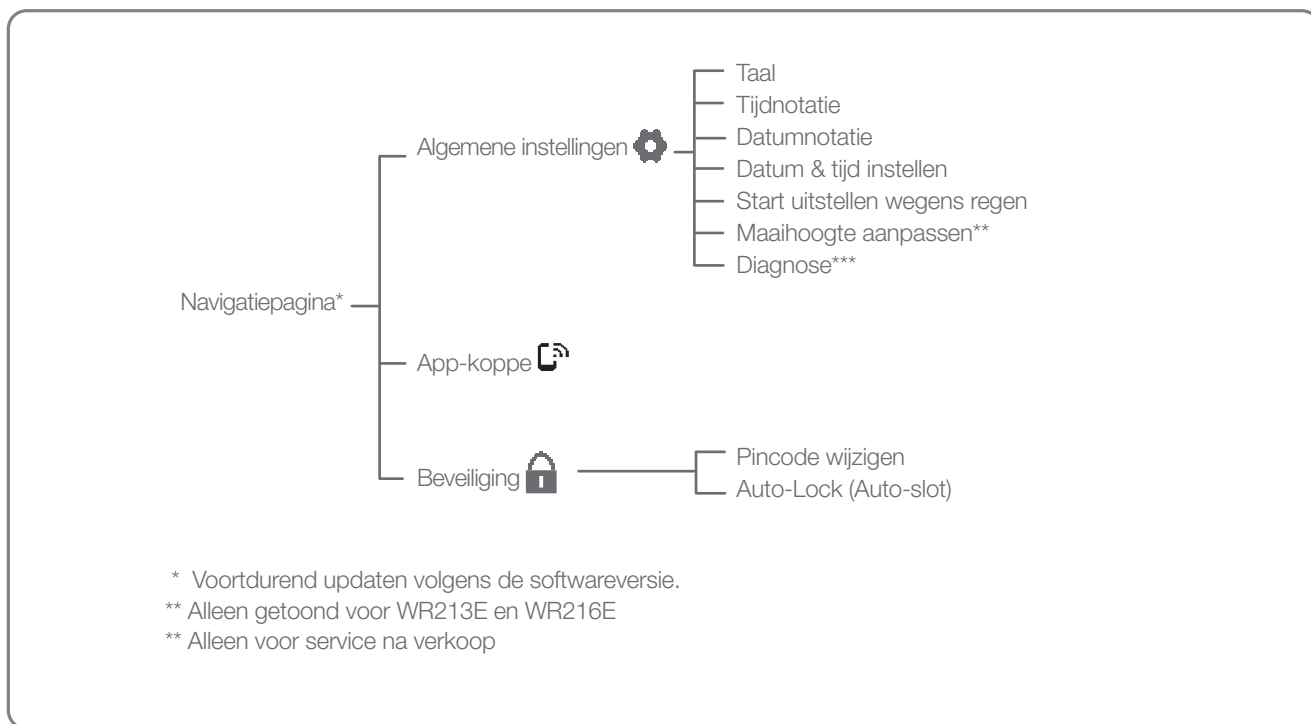 Taal
Tijdnotatie
Algemene instellingen
Datumnotatie
Datum & tijd instellen
Start uitstellen wegens regen
Maaihoogte aanpassen**
Diagnose***
Navigatiepagina*
App-koppe
Beveiliging
Pincode wijzigen
Auto-Lock (Auto-slot)
* Voortdurend updaten volgens de softwareversie.
** Alleen getoond voor WR213E en WR216E
** Alleen voor service na verkoop